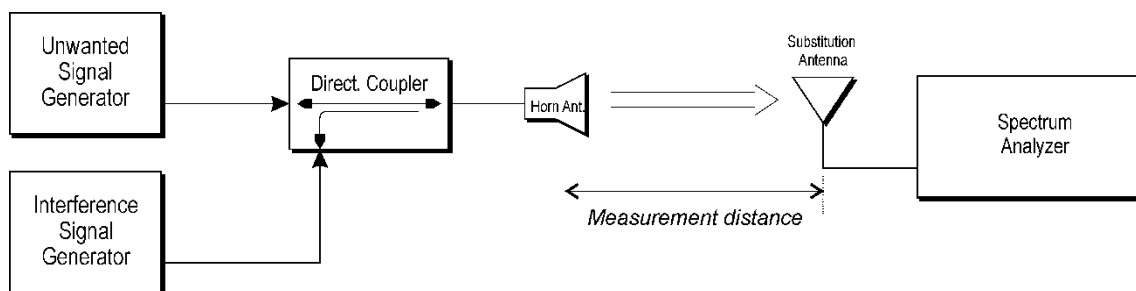 Unwanted
Signal
Generator
Direct. Coupler
Horn Ant.
Substitution
Antenna
Spectrum
Analyzer
Interference
Signal
Generator
Measurement distance